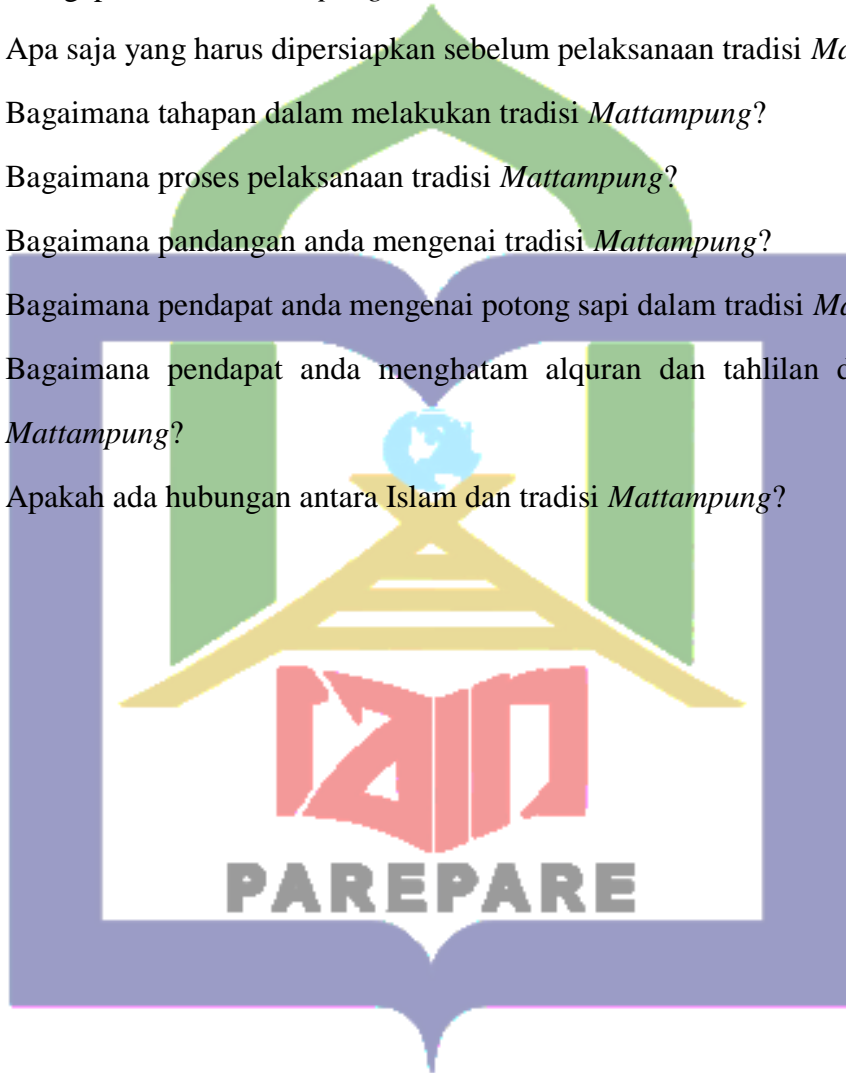 Apa saja yang harus dipersiapkan sebelum pelaksanaan tradisi
Bagaimana tahapan dalam melakukan tradisi Mattampung?
Bagaimana proses pelaksanaan tradisi Mattampung?
Bagaimana pandangan anda mengenai tradisi Mattampung?
Bagaimana pendapat anda mengenai potong sapi dalam tradisi
Bagaimana pendapat anda menghatam alquran dan tahlilan
Mattampung?
Apakah ada hubungan antara Islam dan tradisi Mattampung?
iain
PAREPARE